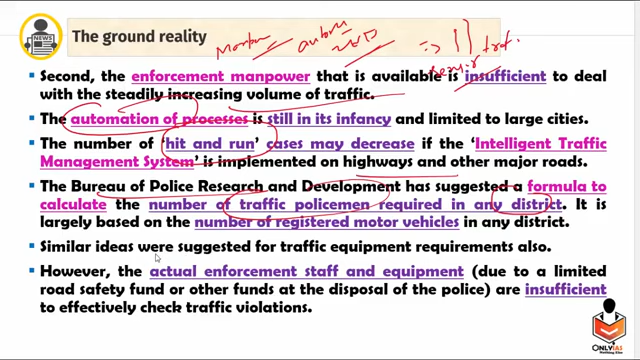 NEWS
The ground reality
Second, the enforcement manpower that is available is insufficient to deal
with the steadily increasing volume of traffic.
The automation of processes is still in its infancy and limited to large cities.
The number of 'hit and run' cases may decrease if the Intelligent Traffic
Management System' is implemented on highways and other major roads.
The Bureau of Police Research and Development has suggested a formula to
calculate the number of traffic policemen required in any district. It is
largely based on the number of registered motor vehicles in any district.
Similar ideas were suggested for traffic equipment requirements also.
However, the actual enforcement staff and equipment (due to a limited
road safety fund or other funds at the disposal of the police) are insufficient
to effectively check traffic violations.
ONLYIAS